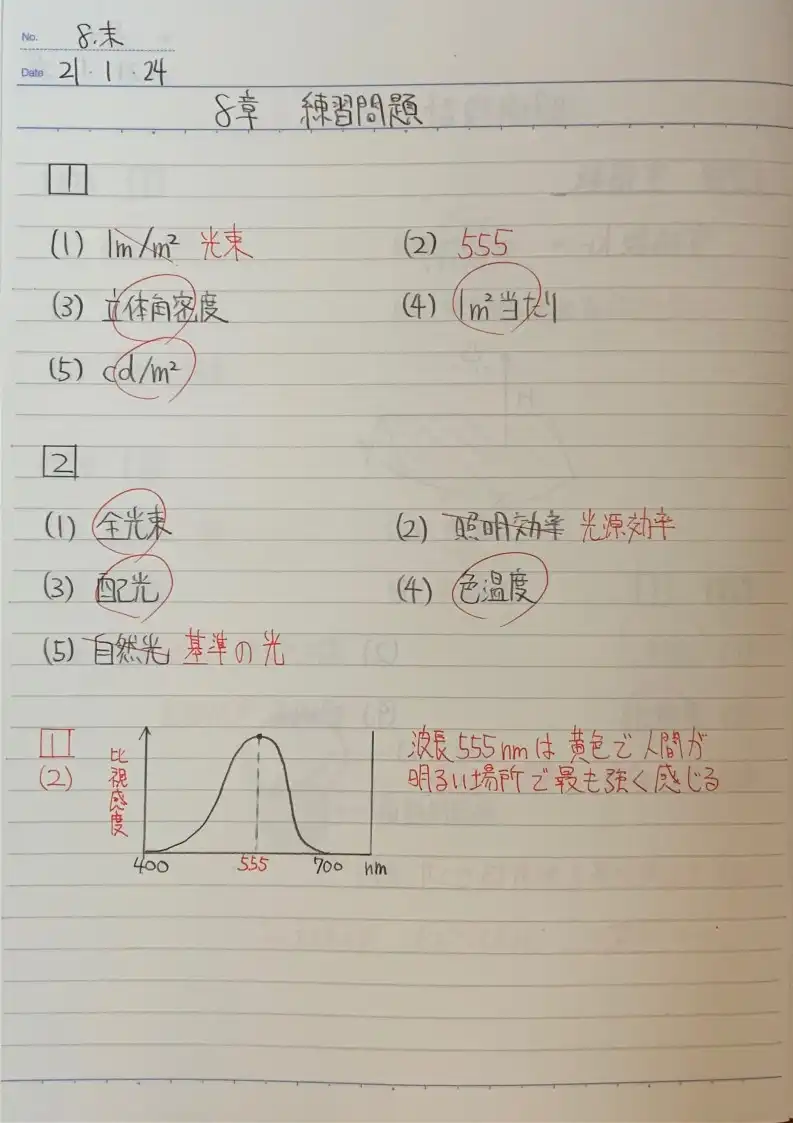 No. 8.末
Date 21・1・24
8章 練習問題
1
(1) lm/m² 光束 (2) 555
(3) 立体角密度 (4) 1m²当たり
(5) cd/m²
2
(1) 全光束 (2) 照明効率 光源効率
(3) 配光 (4) 色温度
(5) 自然光 基準の光
1
(2)
比視感度
400 555 700 nm
波長555nmは黄色で人間が
明るい場所で最も強く感じる